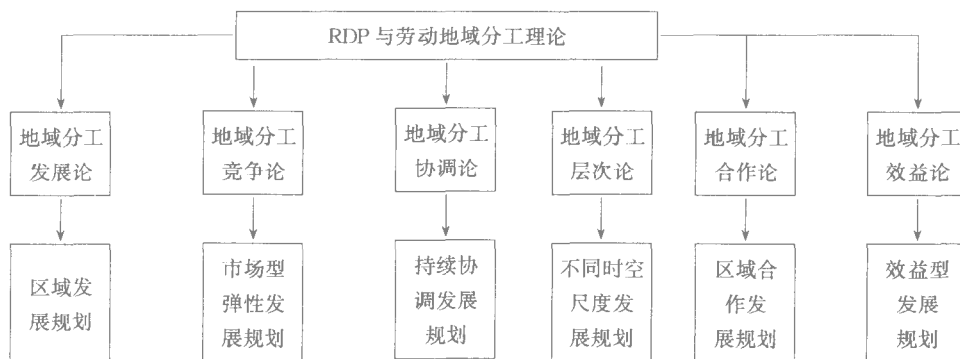 RDP 与劳动地域分工理论
地域分工
发展论
地域分工
竞争论
地域分工
协调论
地域分工
层次论
地域分工
合作论
地域分工
效益论
区域发
展规划
市场型
弹性发
展规划
持续协
调发展
规划
不同时空
尺度发
展规划
区域合
作发
展规划
效益型
发展
规划